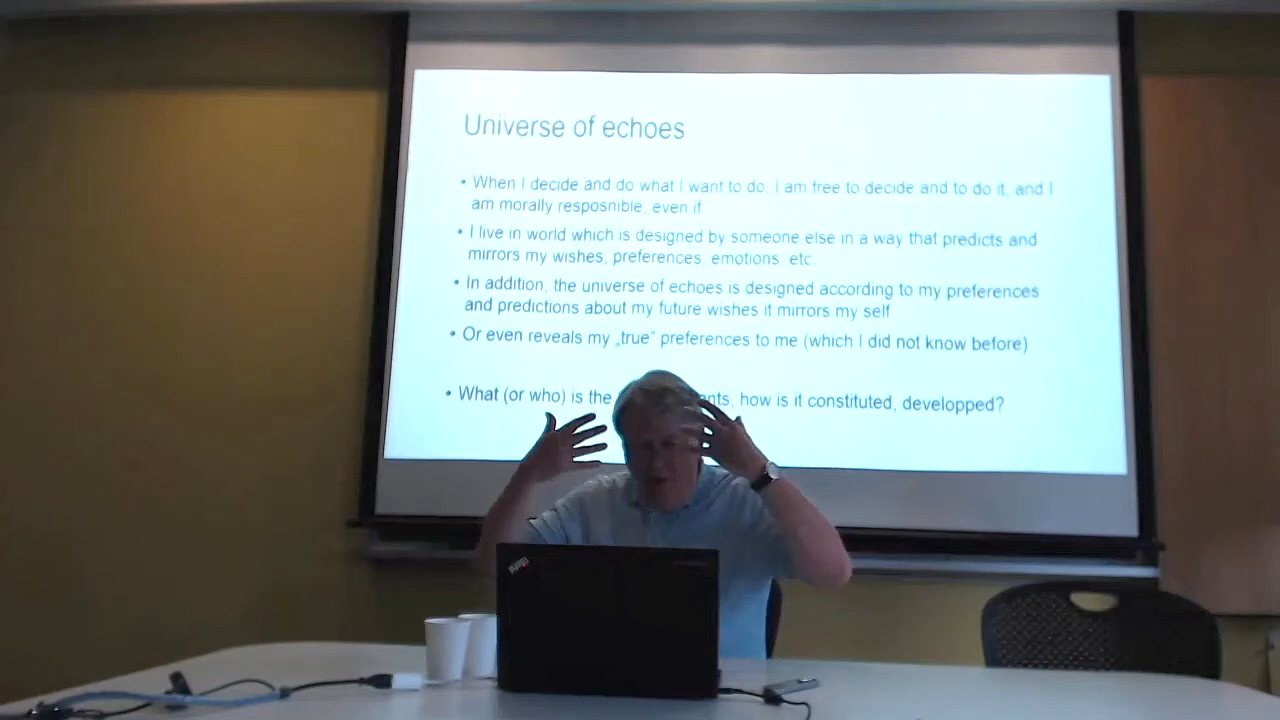 Universe of echoes
• When I decide and do what I want to do, I am free to decide and to do it, and I
am morally resposnible, even if
• I live in world which is designed by someone else in a way that predicts and
mirrors my wishes, preferences, emotions, etc.
• In addition, the universe of echoes is designed according to my preferences
and predictions about my future wishes it mirrors my self
• Or even reveals my „true“ preferences to me (which I did not know before)
• What (or who) is the , how is it constituted, developped?